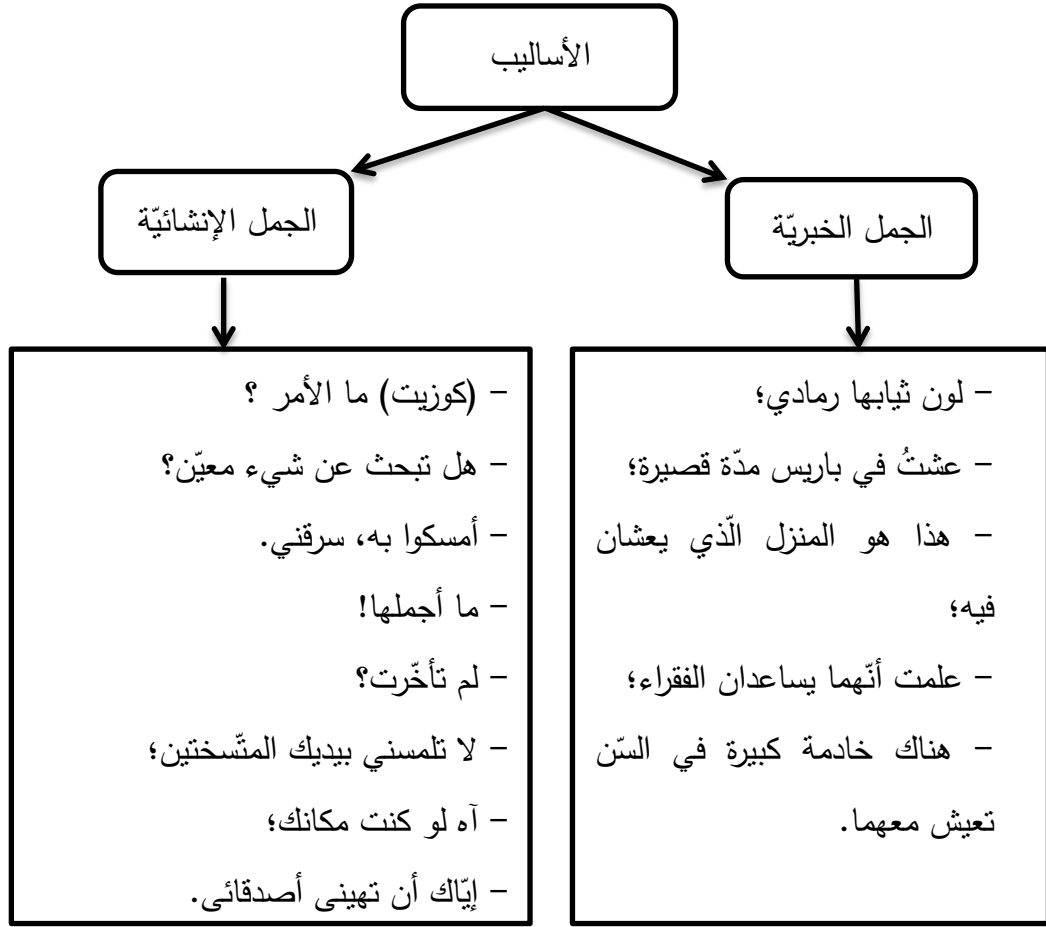 الأساليب
الجمل الخبريّة
الجمل الإنشائيّة
- لون ثيابها رمادي؛
- عشتُ في باريس مدّة قصيرة؛
- هذا هو المنزل الّذي يعشان
فيه؛
- علمت أنّهما يساعدان الفقراء؛
- هناك خادمة كبيرة في السّن
تعيش معهما.
- (كوزيت) ما الأمر ؟
- هل تبحث عن شيء معيّن؟
- أمسكوا به، سرقني.
- ما أجملها!
- لم تأخّرت؟
- لا تلمسني بيديك المتّسختين؛
- آه لو كنت مكانك؛
- إيّاك أن تهيني أصدقائي.